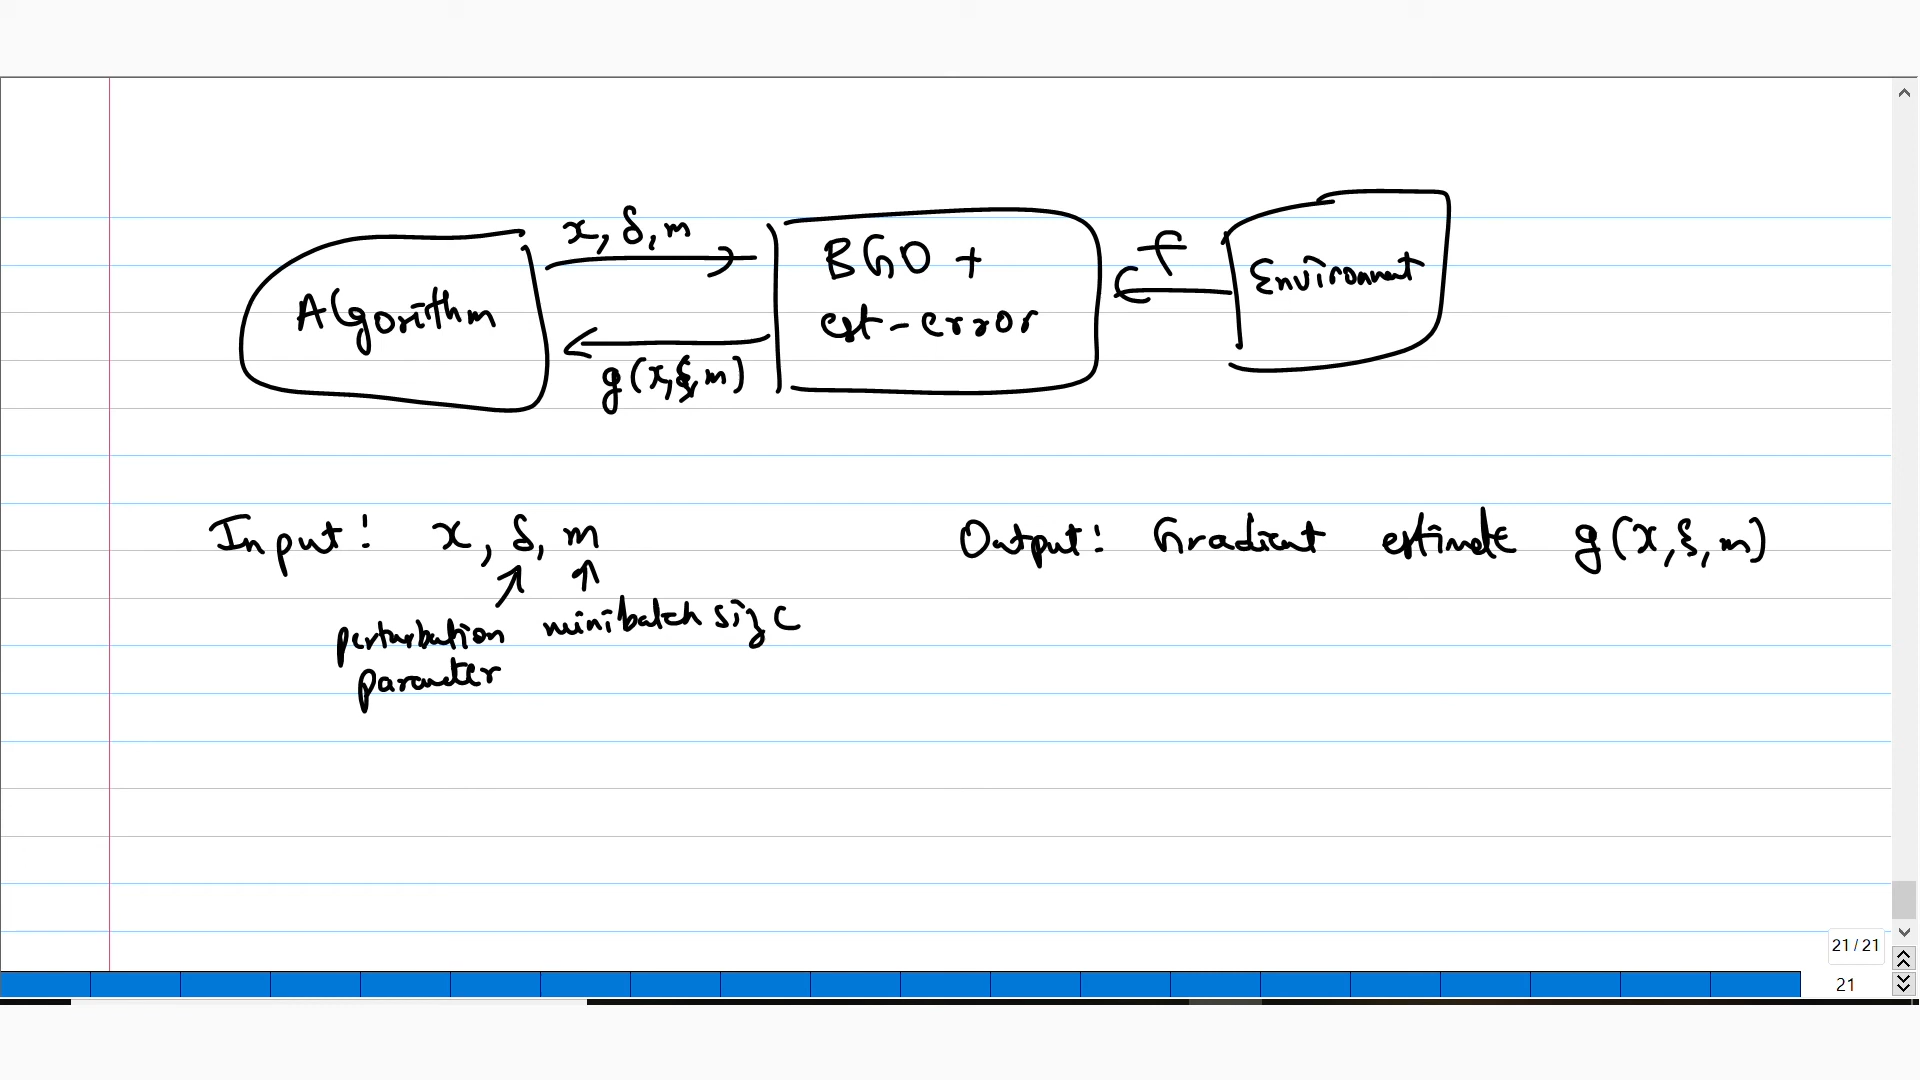 x, δ, m
f
BGO +
Environment
Algorithm
est-error
g(x,ξ,m)
Input: x, δ, m
Output: Gradient estimate g(x,ξ,m)
perturbation
minibatch size
parameter
21 / 21
21